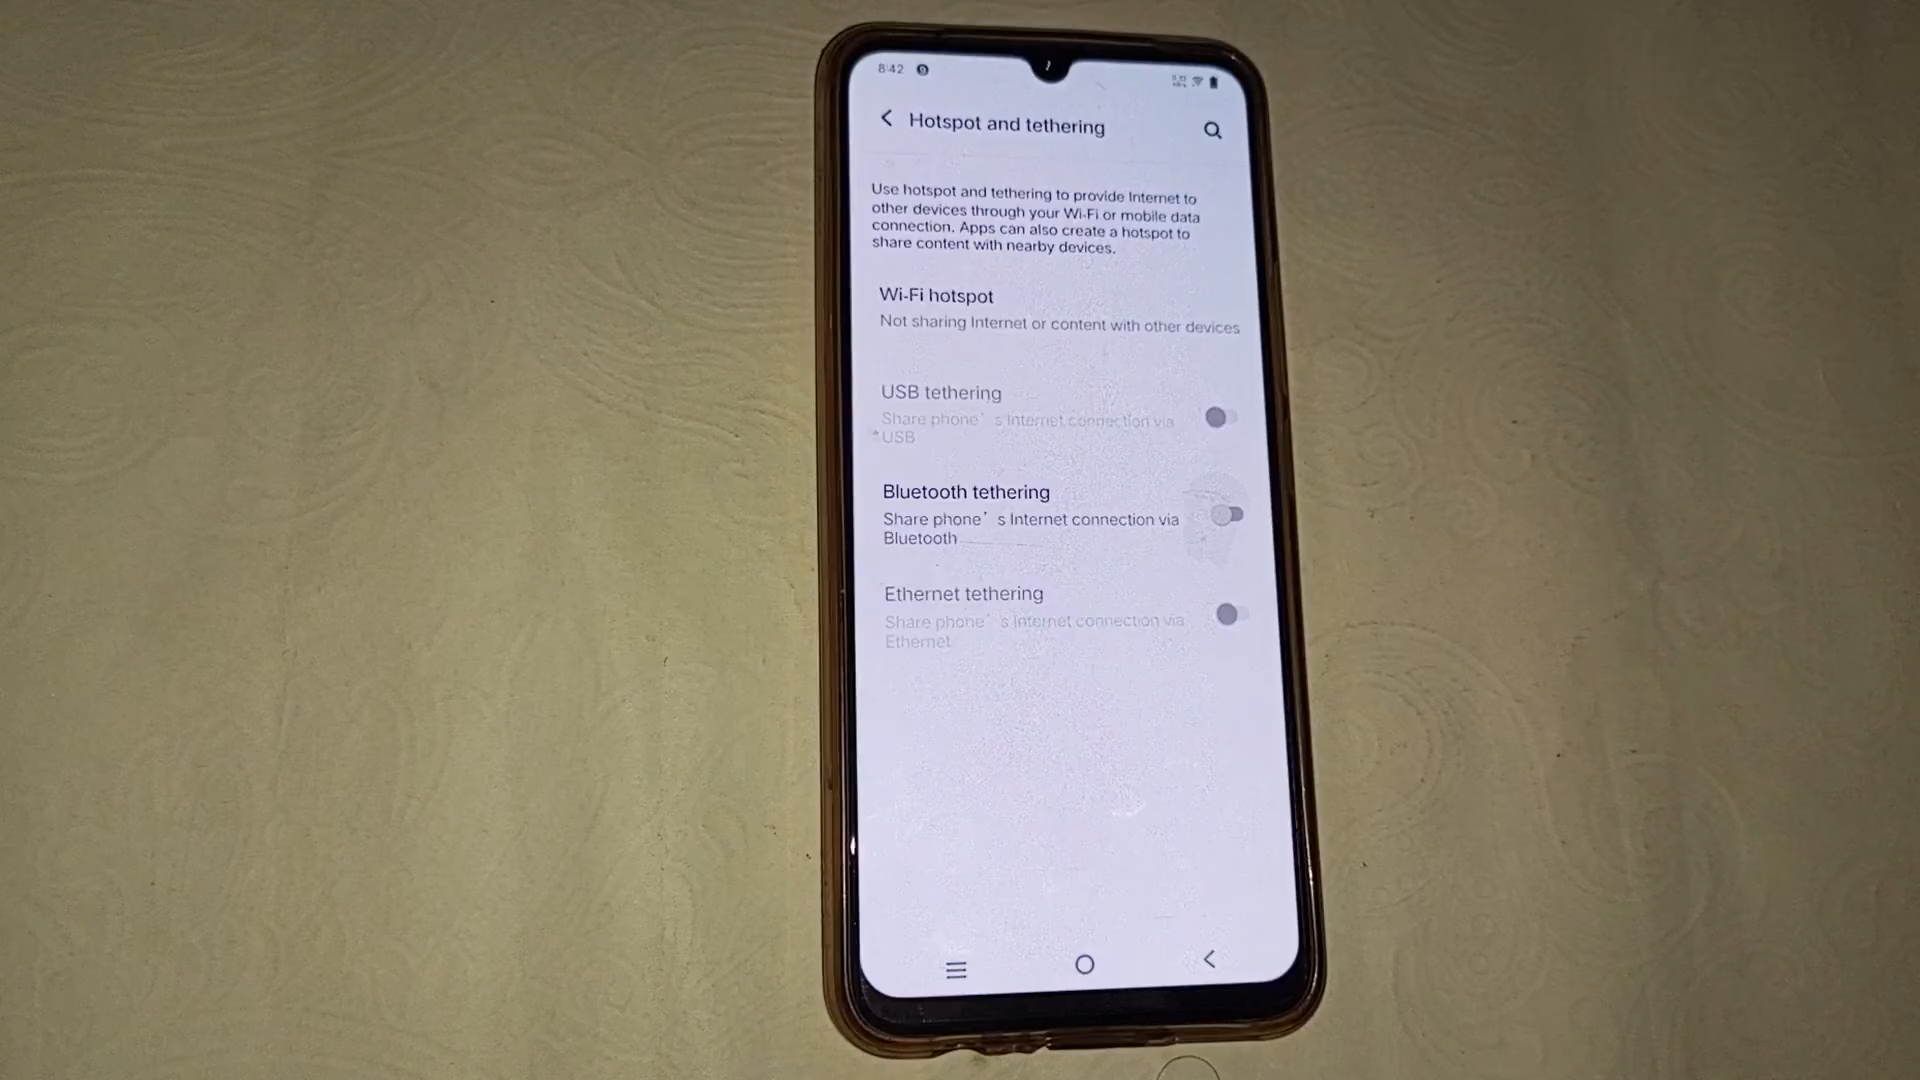 8:42
Hotspot and tethering
Use hotspot and tethering to provide Internet to
other devices through your Wi-Fi or mobile data
connection. Apps can also create a hotspot to
share content with nearby devices.
Wi-Fi hotspot
Not sharing Internet or content with other devices
USB tethering
Share phone's Internet connection via
USB
Bluetooth tethering
Share phone's Internet connection via
Bluetooth
Ethernet tethering
Share phone's Internet connection via
Ethernet